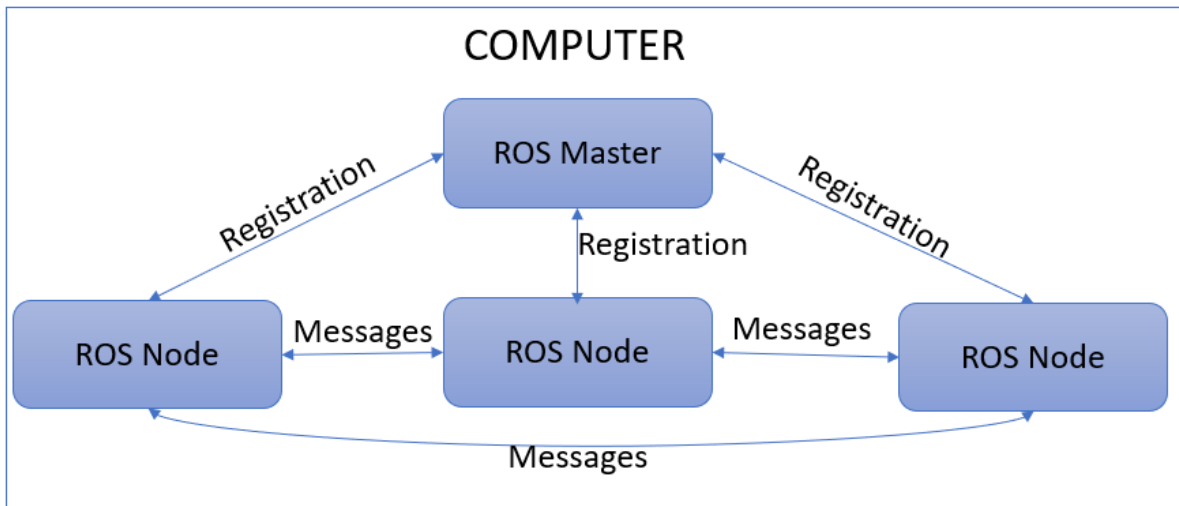 COMPUTER
ROS Master
Registration
Registration
Registration
ROS Node
Messages
ROS Node
Messages
ROS Node
Messages